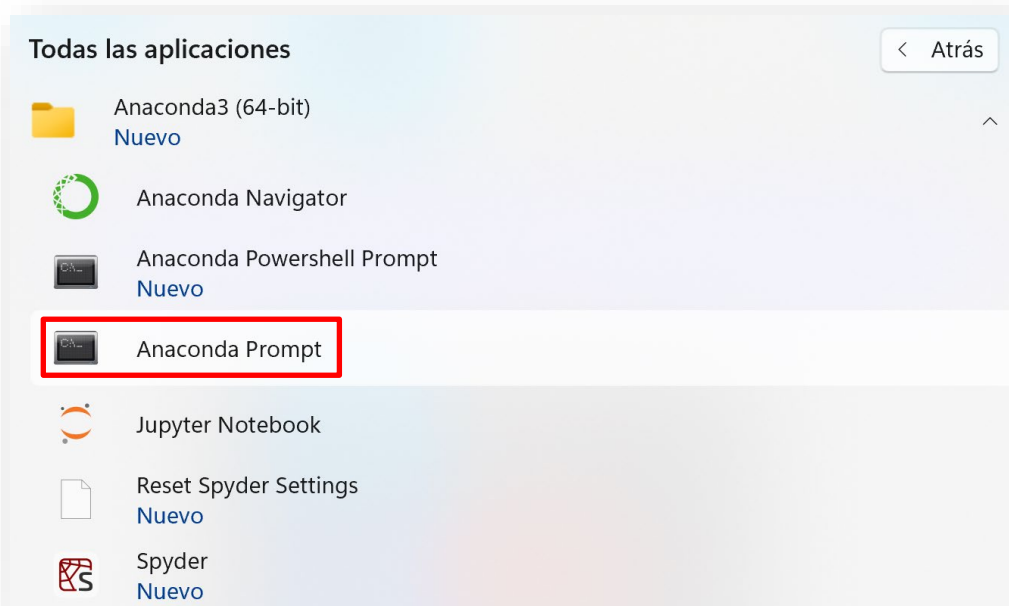 Todas las aplicaciones
Atrás
Anaconda3 (64-bit)
Nuevo
Anaconda Navigator
Anaconda Powershell Prompt
Nuevo
Anaconda Prompt
Jupyter Notebook
Reset Spyder Settings
Nuevo
Spyder
Nuevo